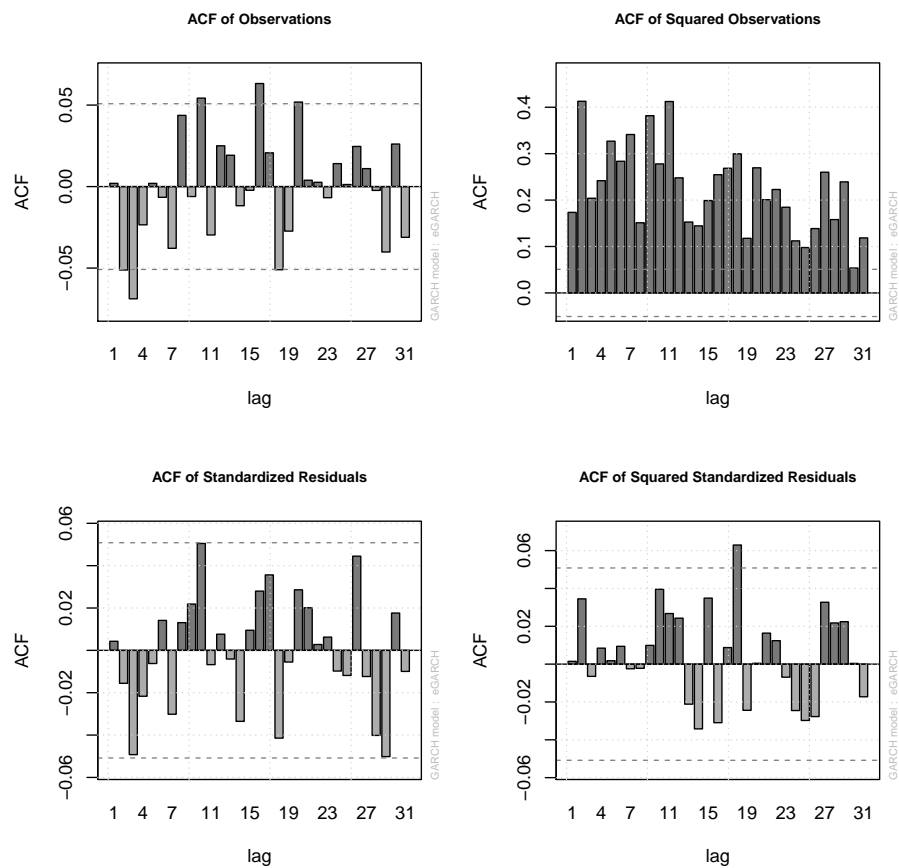 ACF of Observations
ACF
0.05
0.00
−0.05
1 4 7 11 15 19 23 27 31
lag
GARCH model : eGARCH
ACF of Squared Observations
ACF
0.4
0.3
0.2
0.1
0.0
1 4 7 11 15 19 23 27 31
lag
GARCH model : eGARCH
ACF of Standardized Residuals
ACF
0.06
0.02
−0.02
−0.06
1 4 7 11 15 19 23 27 31
lag
GARCH model : eGARCH
ACF of Squared Standardized Residuals
ACF
0.06
0.02
−0.02
−0.06
1 4 7 11 15 19 23 27 31
lag
GARCH model : eGARCH